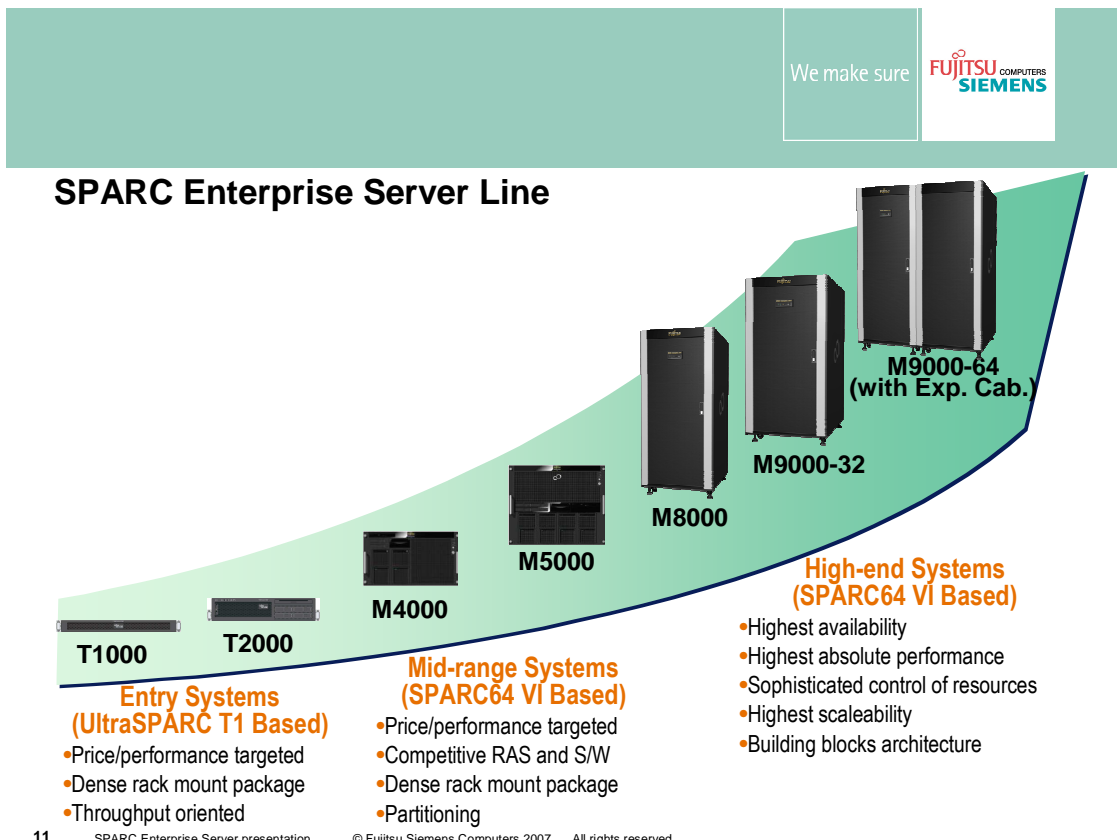 We make sure
FUJITSU COMPUTERS
SIEMENS
SPARC Enterprise Server Line
M9000-64
(with Exp. Cab.)
M9000-32
M8000
M5000
M4000
T2000
T1000
Entry Systems
(UltraSPARC T1 Based)
•Price/performance targeted
•Dense rack mount package
•Throughput oriented
Mid-range Systems
(SPARC64 VI Based)
•Price/performance targeted
•Competitive RAS and S/W
•Dense rack mount package
•Partitioning
High-end Systems
(SPARC64 VI Based)
•Highest availability
•Highest absolute performance
•Sophisticated control of resources
•Highest scaleability
•Building blocks architecture
11 SPARC Enterprise Server presentation © Fujitsu Siemens Computers 2007 All rights reserved